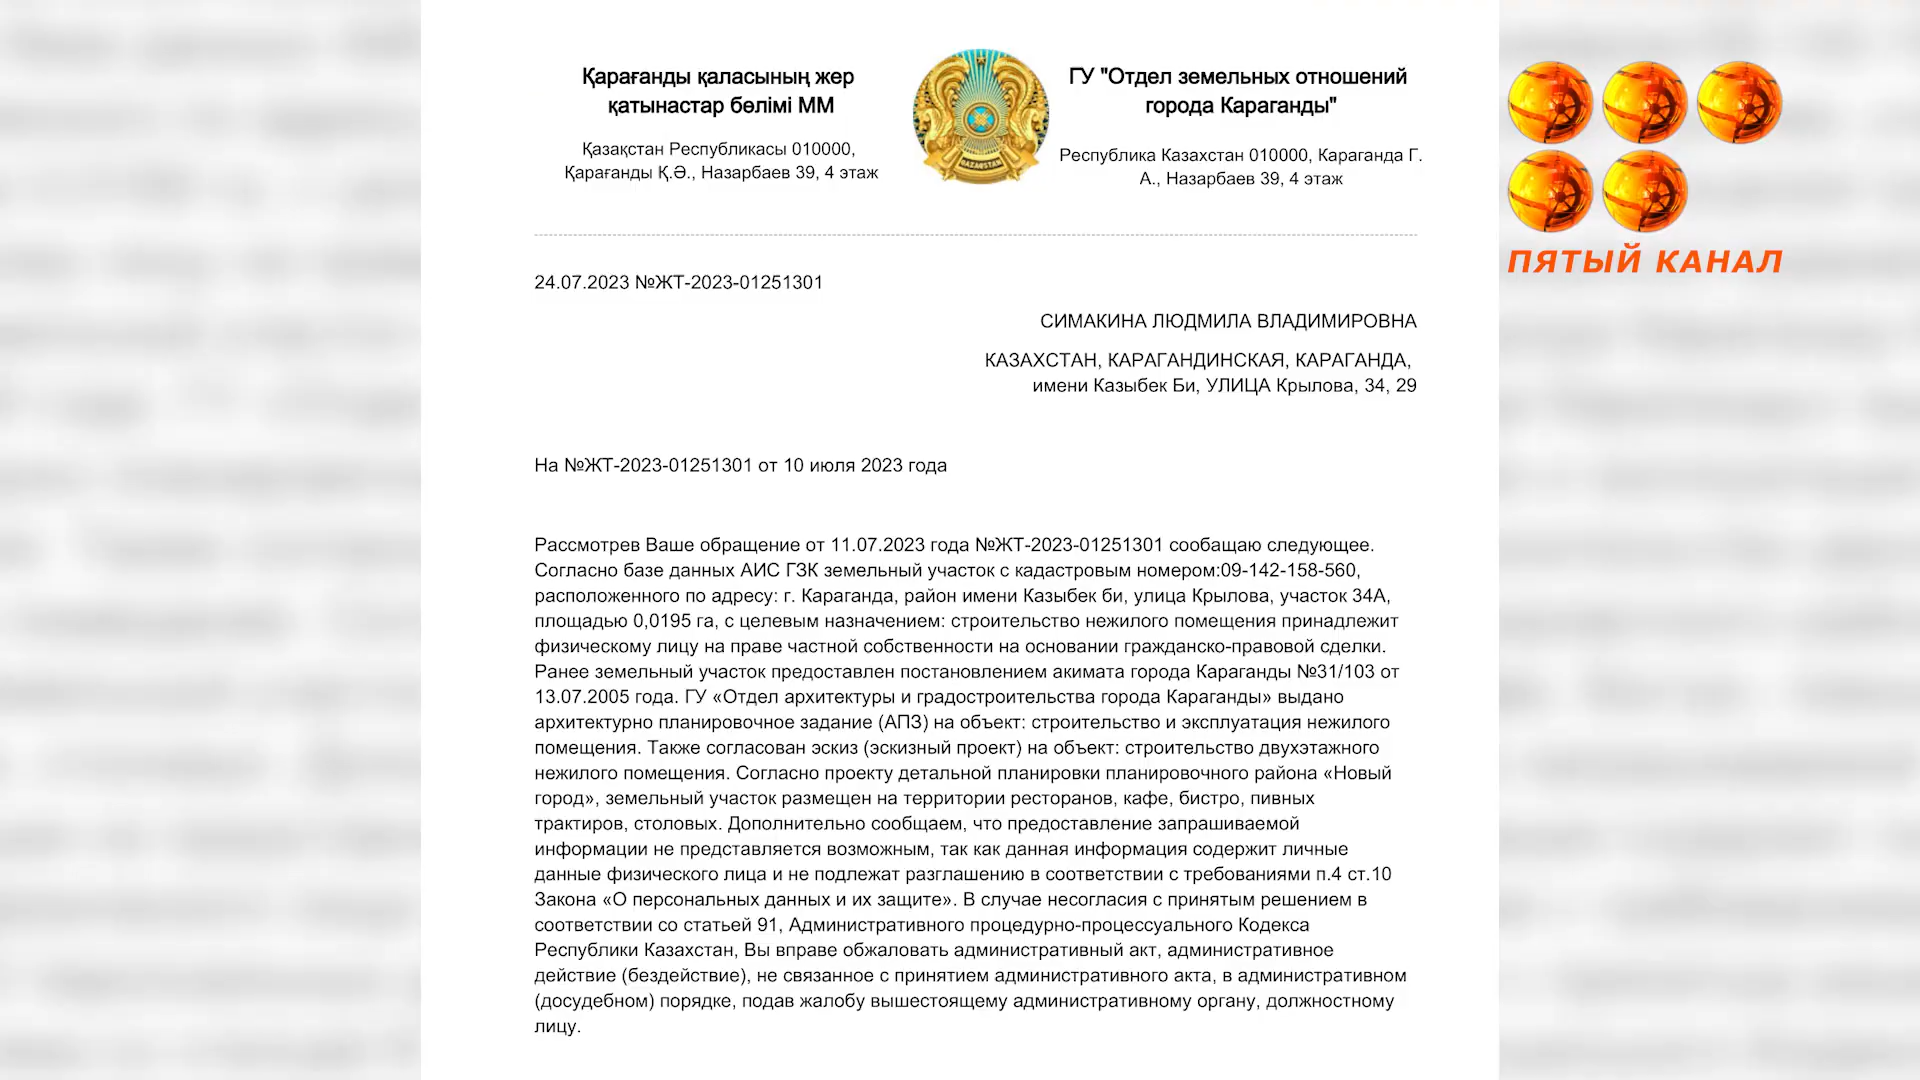 Қарағанды қаласының жер
қатынастар бөлімі ММ
Қазақстан Республикасы 010000,
Қарағанды Қ.Ә., Назарбаев 39, 4 этаж
QAZAQSTAN
ГУ "Отдел земельных отношений
города Караганды"
Республика Казахстан 010000, Караганда Г.
А., Назарбаев 39, 4 этаж
ПЯТЫЙ КАНАЛ
24.07.2023 №ЖТ-2023-01251301
СИМАКИНА ЛЮДМИЛА ВЛАДИМИРОВНА
КАЗАХСТАН, КАРАГАНДИНСКАЯ, КАРАГАНДА,
имени Казыбек Би, УЛИЦА Крылова, 34, 29
На №ЖТ-2023-01251301 от 10 июля 2023 года
Рассмотрев Ваше обращение от 11.07.2023 года №ЖТ-2023-01251301 сообащаю следующее.
Согласно базе данных АИС ГЗК земельный участок с кадастровым номером:09-142-158-560,
расположенного по адресу: г. Караганда, район имени Казыбек би, улица Крылова, участок 34А,
площадью 0,0195 га, с целевым назначением: строительство нежилого помещения принадлежит
физическому лицу на праве частной собственности на основании гражданско-правовой сделки.
Ранее земельный участок предоставлен постановлением акимата города Караганды №31/103 от
13.07.2005 года. ГУ «Отдел архитектуры и градостроительства города Караганды» выдано
архитектурно планировочное задание (АПЗ) на объект: строительство и эксплуатация нежилого
помещения. Также согласован эскиз (эскизный проект) на объект: строительство двухэтажного
нежилого помещения. Согласно проекту детальной планировки планировочного района «Новый
город», земельный участок размещен на территории ресторанов, кафе, бистро, пивных
трактиров, столовых. Дополнительно сообщаем, что предоставление запрашиваемой
информации не представляется возможным, так как данная информация содержит личные
данные физического лица и не подлежат разглашению в соответствии с требованиями п.4 ст.10
Закона «О персональных данных и их защите». В случае несогласия с принятым решением в
соответствии со статьей 91, Административного процедурно-процессуального Кодекса
Республики Казахстан, Вы вправе обжаловать административный акт, административное
действие (бездействие), не связанное с принятием административного акта, в административном
(досудебном) порядке, подав жалобу вышестоящему административному органу, должностному
лицу.